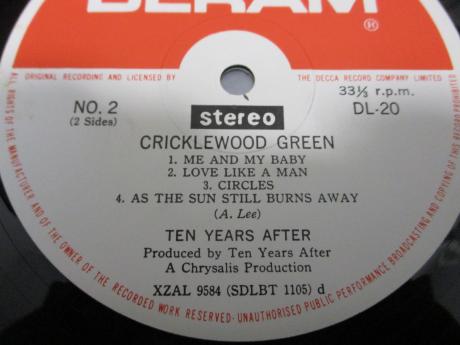 DERAM
®
ORIGINAL RECORDING AND LICENSED BY THE DECCA RECORD COMPANY LIMITED
NO. 2
(2 Sides)
stereo
33⅓ r.p.m.
DL-20
CRICKLEWOOD GREEN
1. ME AND MY BABY
2. LOVE LIKE A MAN
3. CIRCLES
4. AS THE SUN STILL BURNS AWAY
(A. Lee)
TEN YEARS AFTER
Produced by Ten Years After
A Chrysalis Production
XZAL 9584 (SDLBT 1105) d
ALL RIGHTS OF THE MANUFACTURER AND OF THE OWNER OF THE RECORDED WORK RESERVED · UNAUTHORISED PUBLIC PERFORMANCE BROADCASTING AND COPYING OF THIS RECORD PROHIBITED